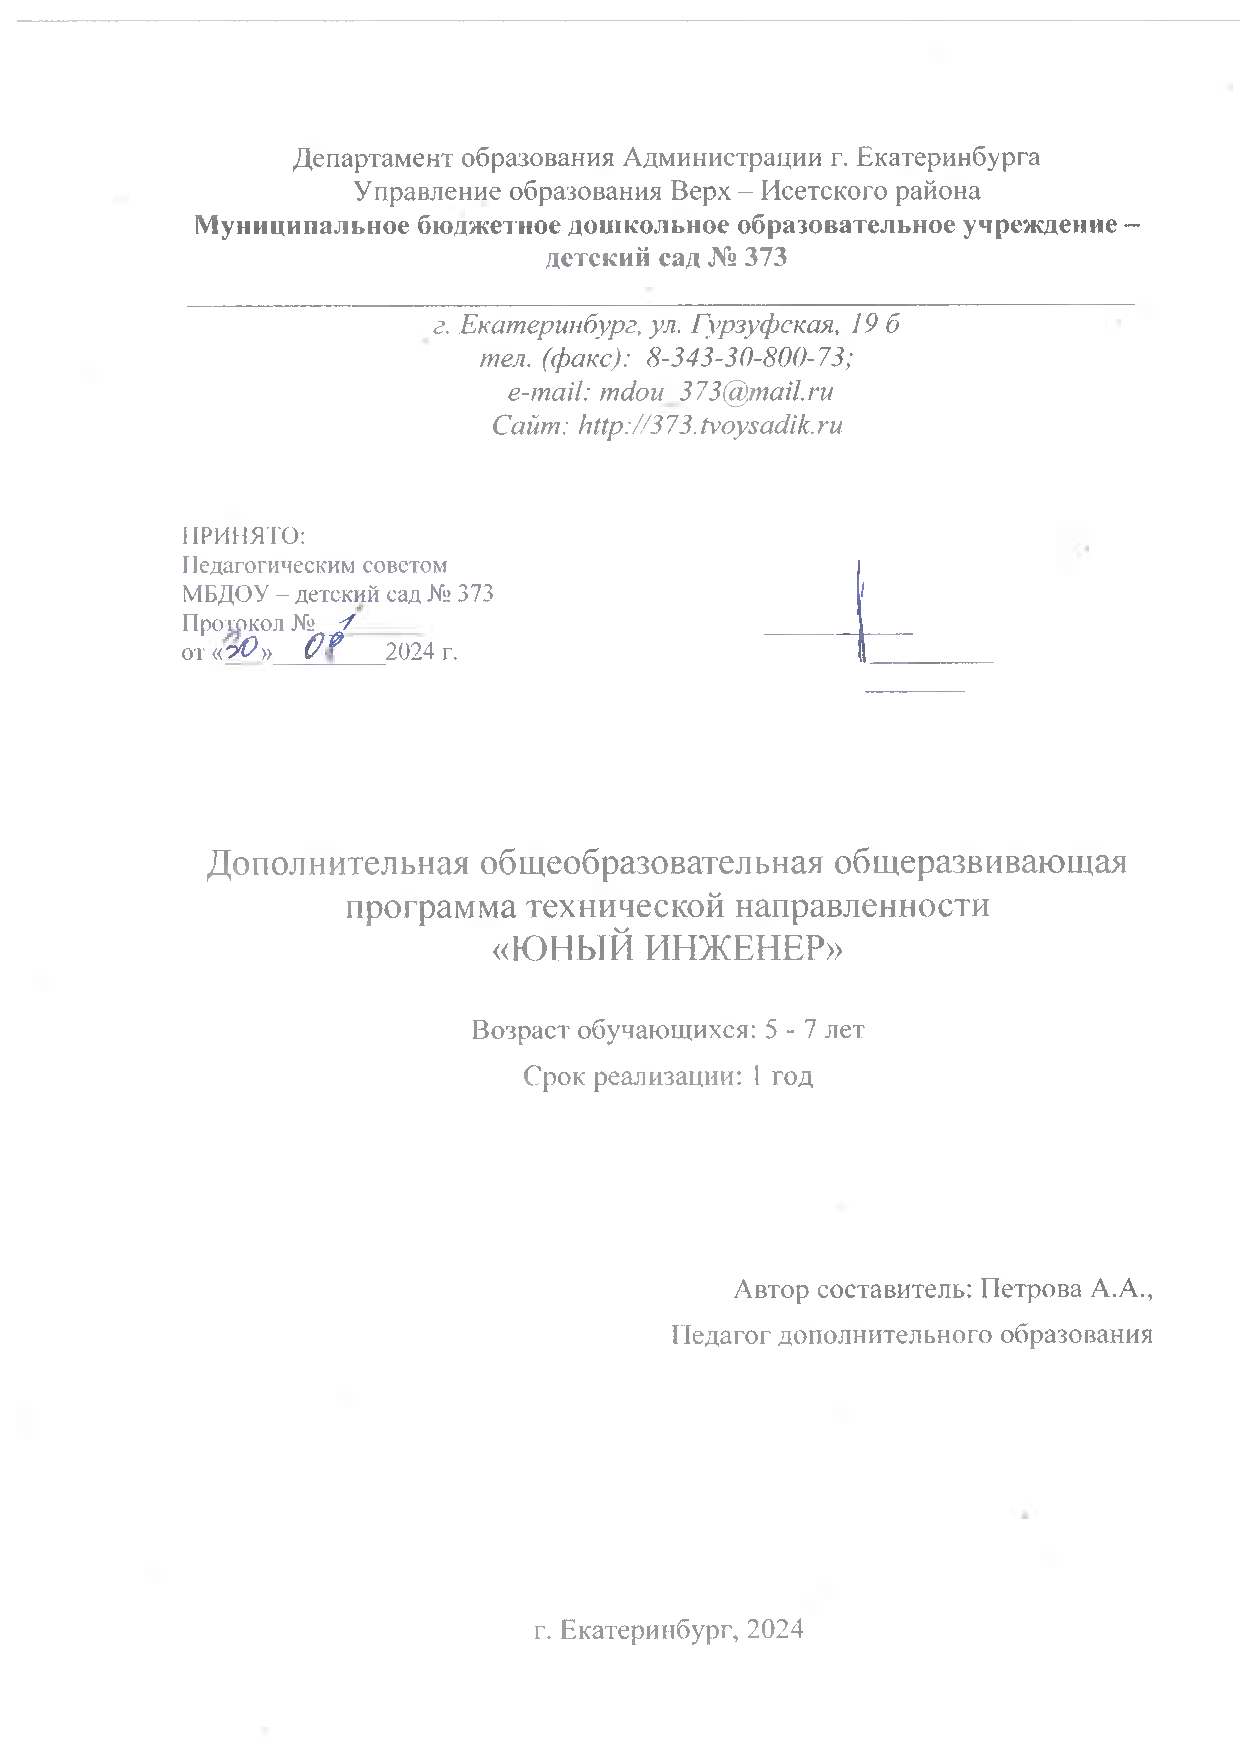 Департамент образования Администрации г. Екатеринбурга
Управление образования Верх – Исетского района
Муниципальное бюджетное дошкольное образовательное учреждение –
детский сад № 373
г. Екатеринбург, ул. Гурзуфская, 19 б
тел. (факс): 8-343-30-800-73;
e-mail: mdou_373@mail.ru
Сайт: http://373.tvoysadik.ru
ПРИНЯТО:
Педагогическим советом
МБДОУ – детский сад № 373
Протокол № 1
от «30» 08 2024 г.
Дополнительная общеобразовательная общеразвивающая
программа технической направленности
«ЮНЫЙ ИНЖЕНЕР»
Возраст обучающихся: 5 - 7 лет
Срок реализации: 1 год
Автор составитель: Петрова А.А.,
Педагог дополнительного образования
г. Екатеринбург, 2024